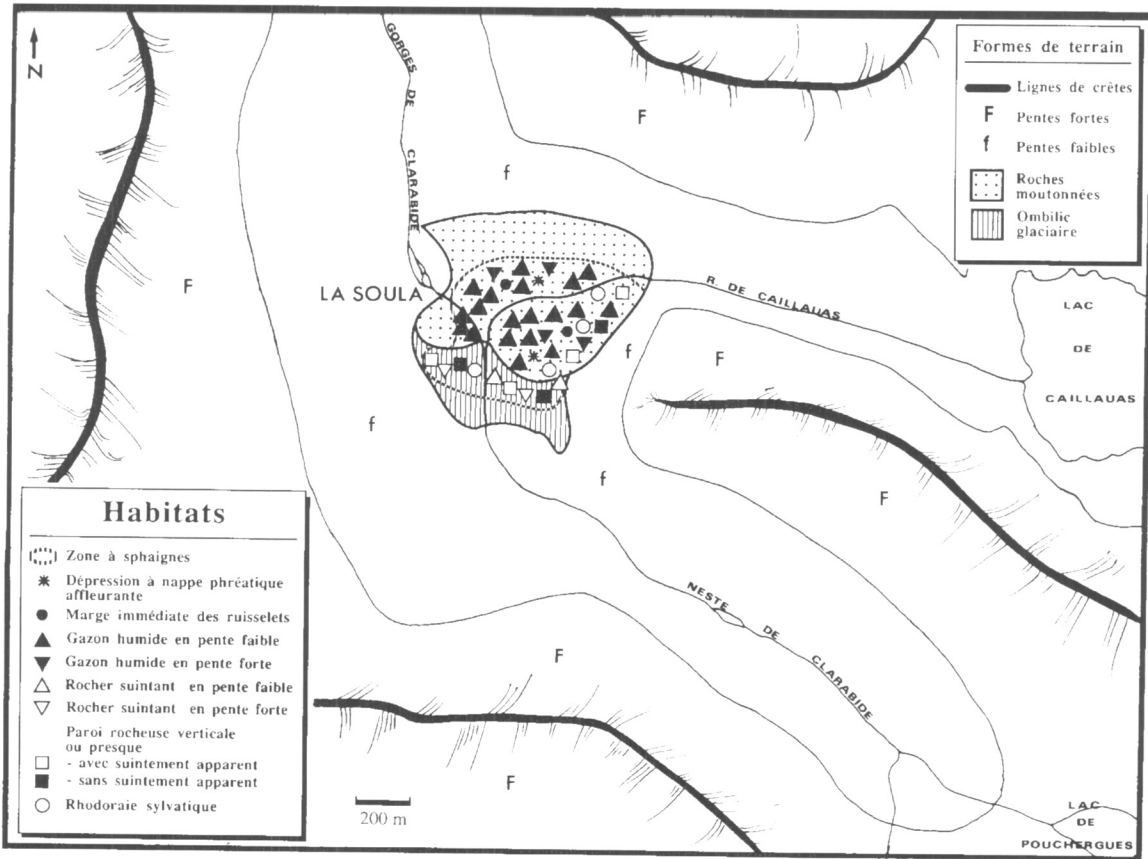 N
GORGES DE CLARABIDE
Formes de terrain
Lignes de crêtes
F Pentes fortes
f Pentes faibles
Roches
moutonnées
Ombilic
glaciaire
F
f
F
LA SOULA
R. DE CAILLAUAS
LAC
DE
CAILLAUAS
F
f
f
f
F
NESTE DE CLARABIDE
F
F
LAC
DE
POUCHERGUES
Habitats
Zone à sphaignes
Dépression à nappe phréatique
affleurante
Marge immédiate des ruisselets
Gazon humide en pente faible
Gazon humide en pente forte
Rocher suintant en pente faible
Rocher suintant en pente forte
Paroi rocheuse verticale
ou presque
- avec suintement apparent
- sans suintement apparent
Rhodoraie sylvatique
200 m